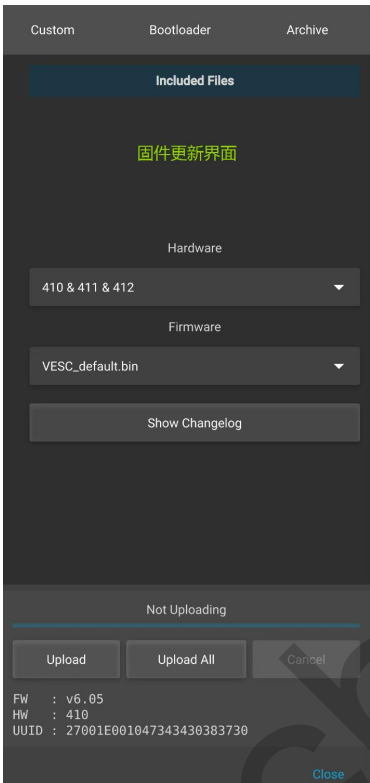 Custom Bootloader Archive
Included Files
固件更新界面
Hardware
410 & 411 & 412
Firmware
VESC_default.bin
Show Changelog
Not Uploading
Upload Upload All Cancel
FW : v6.05
HW : 410
UUID : 27001E001047343430383730
Close